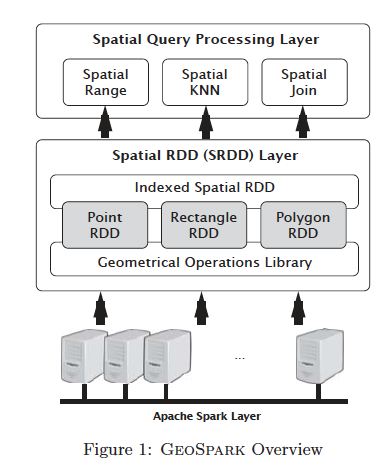 Spatial Query Processing Layer
Spatial Range
Spatial KNN
Spatial Join
Spatial RDD (SRDD) Layer
Indexed Spatial RDD
Point RDD
Rectangle RDD
Polygon RDD
Geometrical Operations Library
...
Apache Spark Layer
Figure 1: GEOSPARK Overview